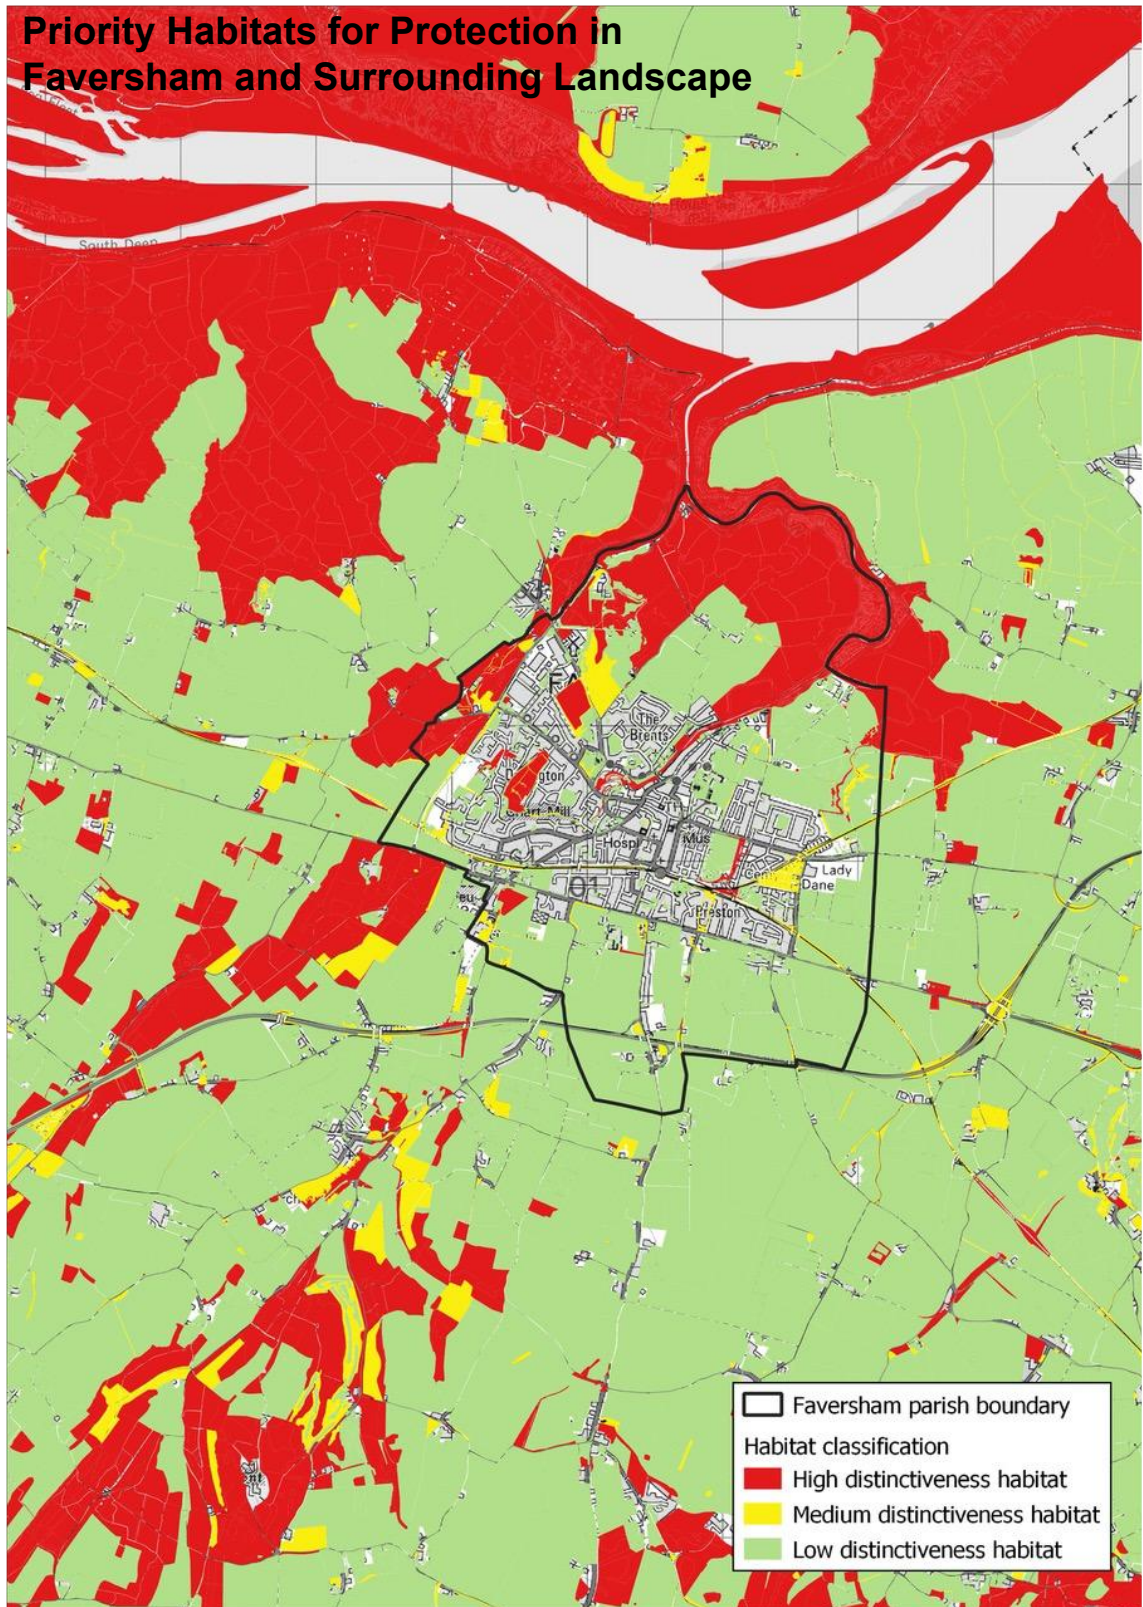 Priority Habitats for Protection in
Faversham and Surrounding Landscape
South Deep
The
Brents
Hospl
Mus
Lady
Dane
Preston
Faversham parish boundary
Habitat classification
High distinctiveness habitat
Medium distinctiveness habitat
Low distinctiveness habitat